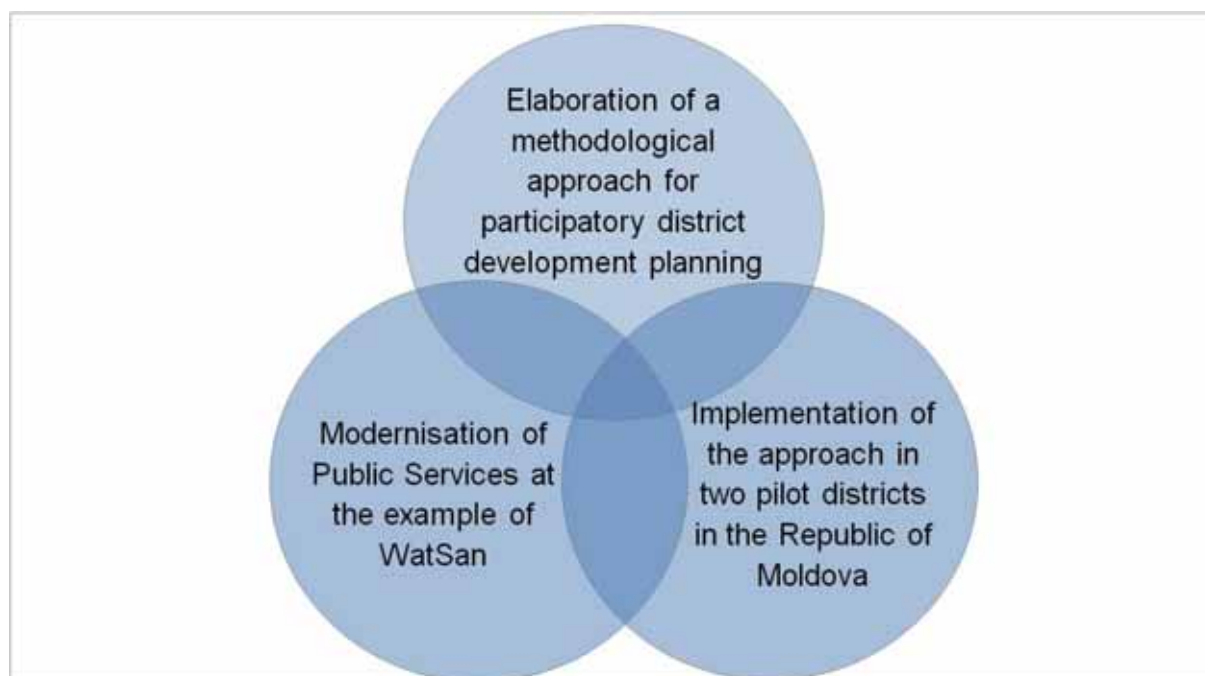 Elaboration of a
methodological
approach for
participatory district
development planning
Modernisation of
Public Services at
the example of
WatSan
Implementation of
the approach in
two pilot districts
in the Republic of
Moldova